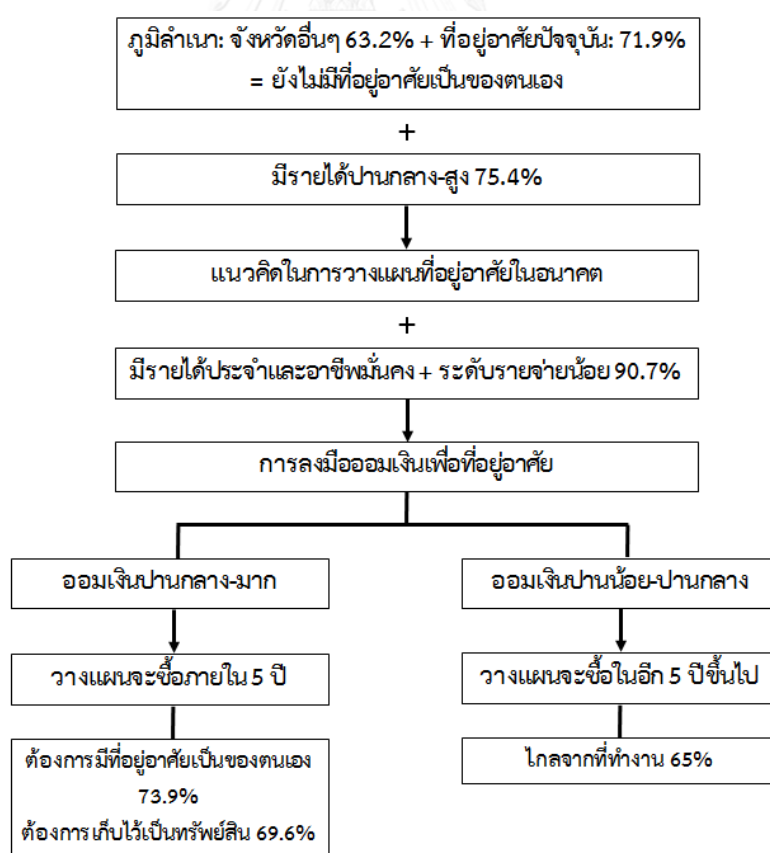 ภูมิลำเนา: จังหวัดอื่นๆ 63.2% + ที่อยู่อาศัยปัจจุบัน: 71.9%
= ยังไม่มีที่อยู่อาศัยเป็นของตนเอง
+
มีรายได้ปานกลาง-สูง 75.4%
แนวคิดในการวางแผนที่อยู่อาศัยในอนาคต
+
มีรายได้ประจำและอาชีพมั่นคง + ระดับรายจ่ายน้อย 90.7%
การลงมือออมเงินเพื่อที่อยู่อาศัย
ออมเงินปานกลาง-มาก
วางแผนจะซื้อภายใน 5 ปี
ต้องการมีที่อยู่อาศัยเป็นของตนเอง
73.9%
ต้องการเก็บไว้เป็นทรัพย์สิน 69.6%
ออมเงินปานน้อย-ปานกลาง
วางแผนจะซื้อในอีก 5 ปีขึ้นไป
ไกลจากที่ทำงาน 65%